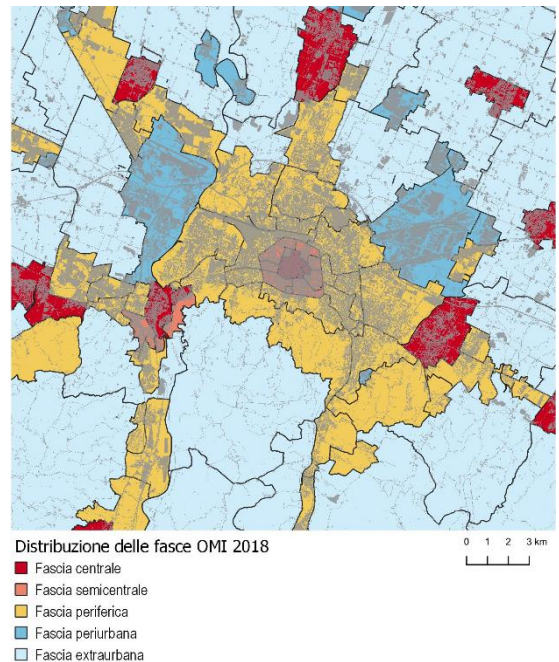 Distribuzione delle fasce OMI 2018
Fascia centrale
Fascia semicentrale
Fascia periferica
Fascia periurbana
Fascia extraurbana
0 1 2 3 km